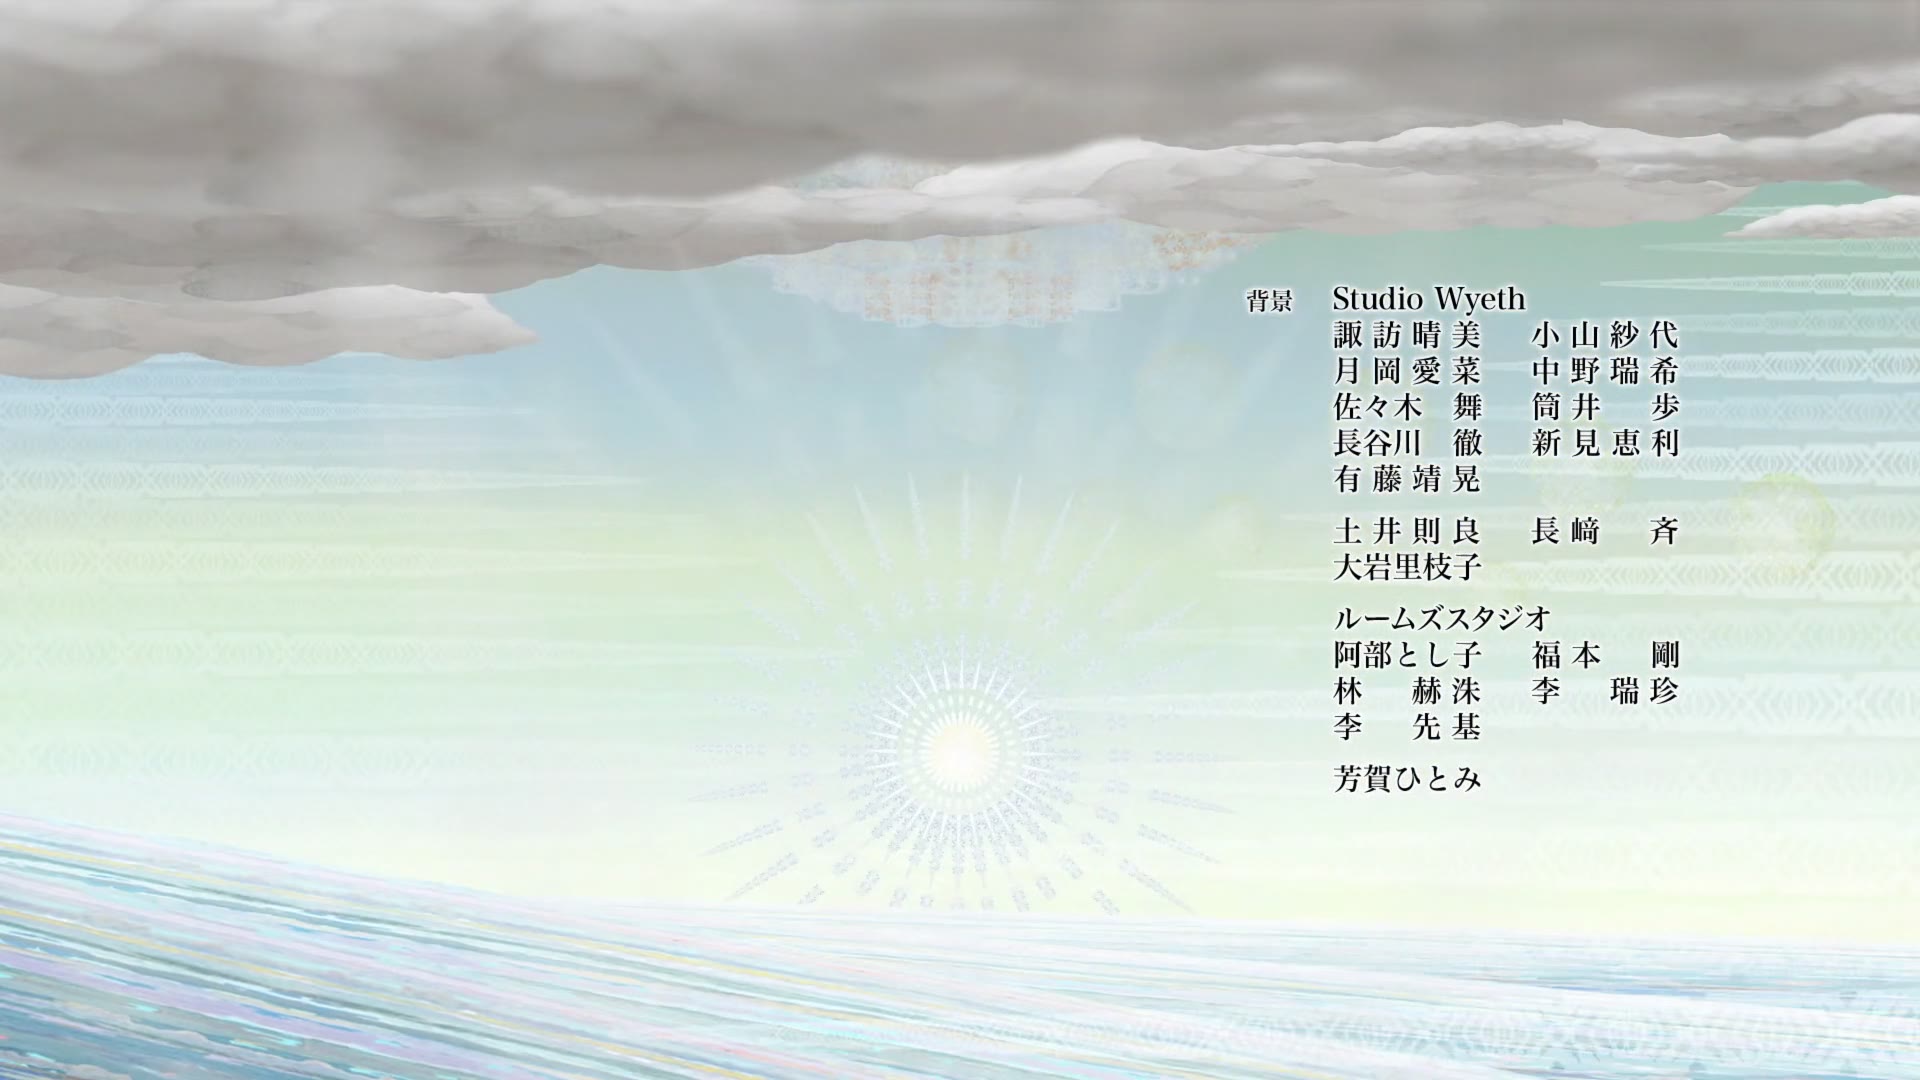 背景 Studio Wyeth
諏訪晴美 小山紗代
月岡愛菜 中野瑞希
佐々木舞 筒井歩
長谷川徹 新見恵利
有藤靖晃
土井則良 長﨑斉
大岩里枝子
ルームズスタジオ
阿部とし子 福本剛
林赫洙 李瑞珍
李先基
芳賀ひとみ